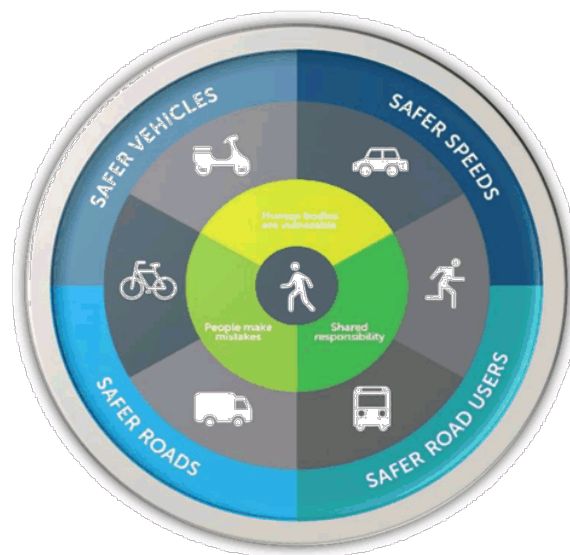 SAFER VEHICLES
SAFER SPEEDS
Human bodies
are vulnerable
People make
mistakes
Shared
responsibility
SAFER ROADS
SAFER ROAD USERS